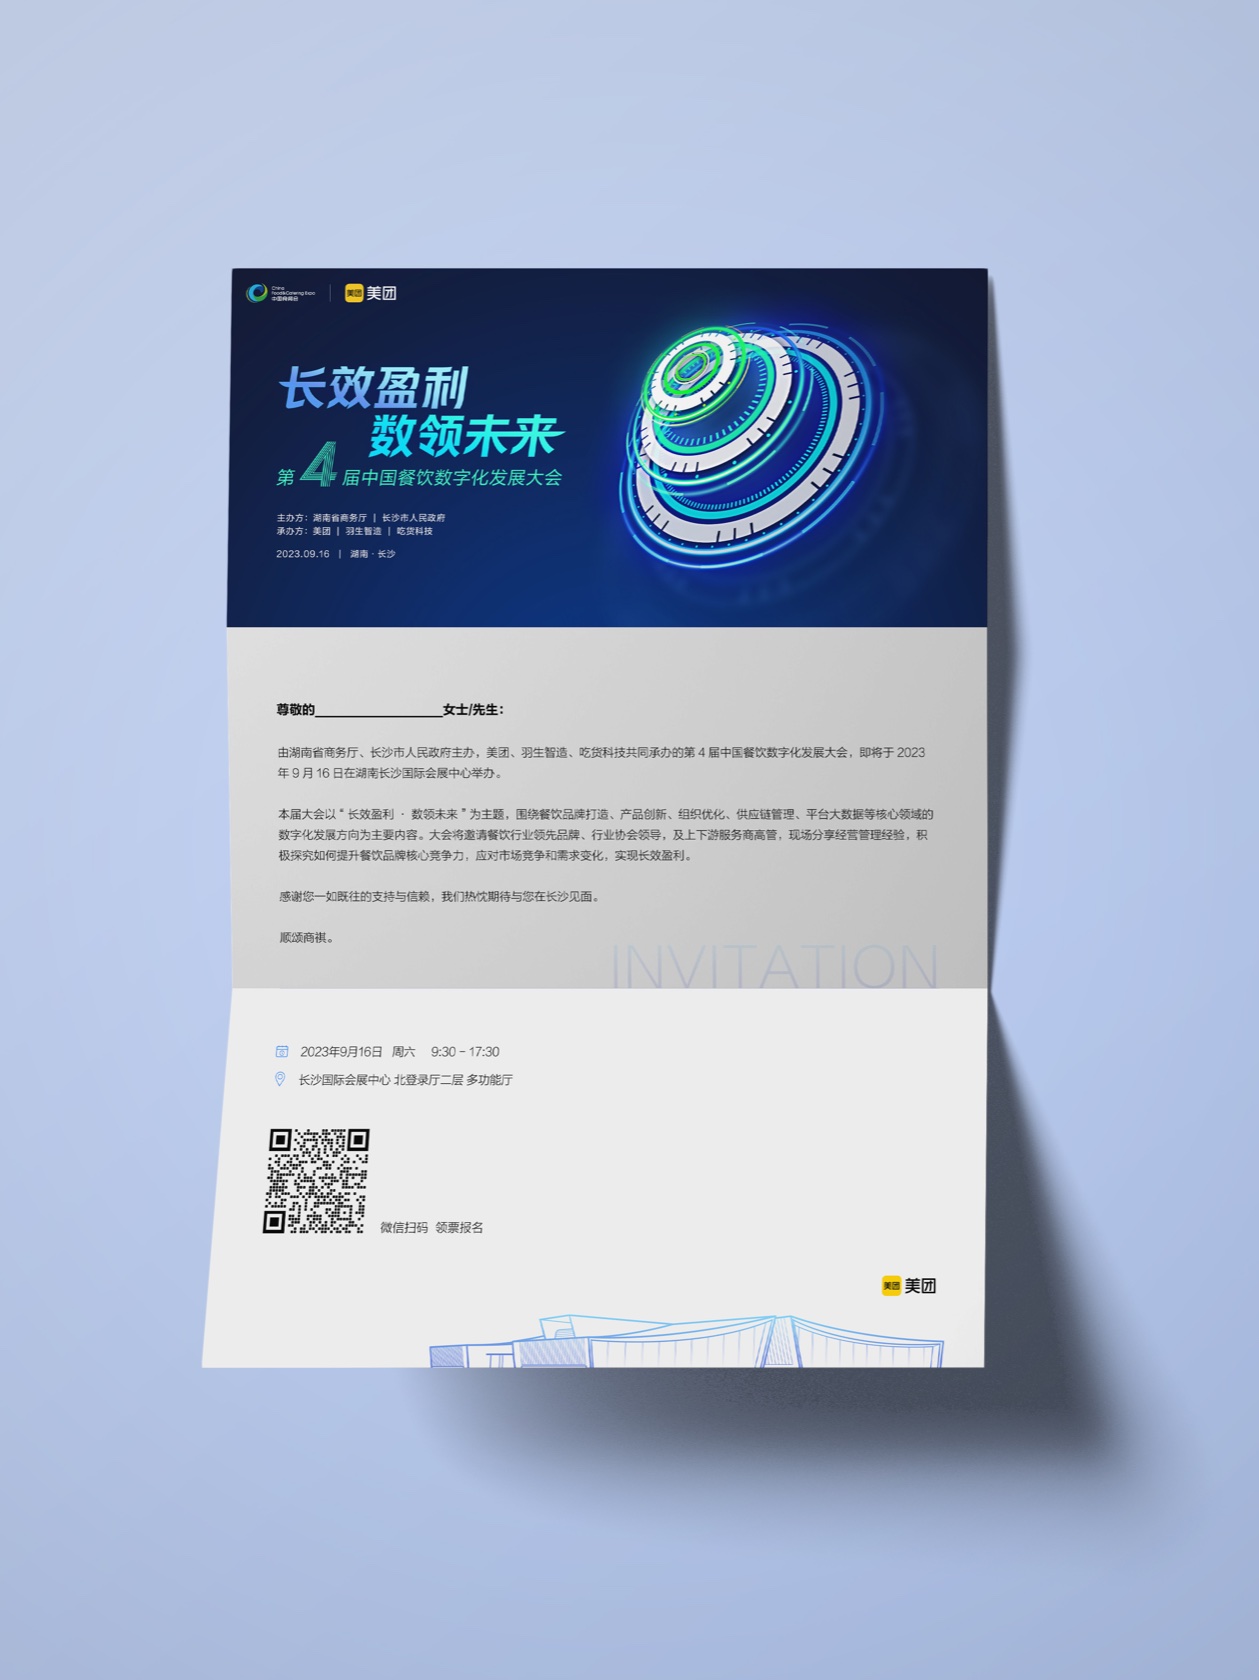 China
Food&Catering Expo
中国食餐会
美团 美团
长效盈利
数领未来
第4届中国餐饮数字化发展大会
主办方：湖南省商务厅 | 长沙市人民政府
承办方：美团 | 羽生智造 | 吃货科技
2023.09.16 | 湖南·长沙
尊敬的____________________女士/先生：
由湖南省商务厅、长沙市人民政府主办，美团、羽生智造、吃货科技共同承办的第 4 届中国餐饮数字化发展大会，即将于 2023
年 9 月 16 日在湖南长沙国际会展中心举办。
本届大会以“长效盈利 · 数领未来”为主题，围绕餐饮品牌打造、产品创新、组织优化、供应链管理、平台大数据等核心领域的
数字化发展方向为主要内容。大会将邀请餐饮行业领先品牌、行业协会领导，及上下游服务商高管，现场分享经营管理经验，积
极探究如何提升餐饮品牌核心竞争力，应对市场竞争和需求变化，实现长效盈利。
感谢您一如既往的支持与信赖，我们热忱期待与您在长沙见面。
顺颂商祺。
INVITATION
2023年9月16日 周六 9:30 - 17:30
长沙国际会展中心 北登录厅二层 多功能厅
微信扫码 领票报名
美团 美团